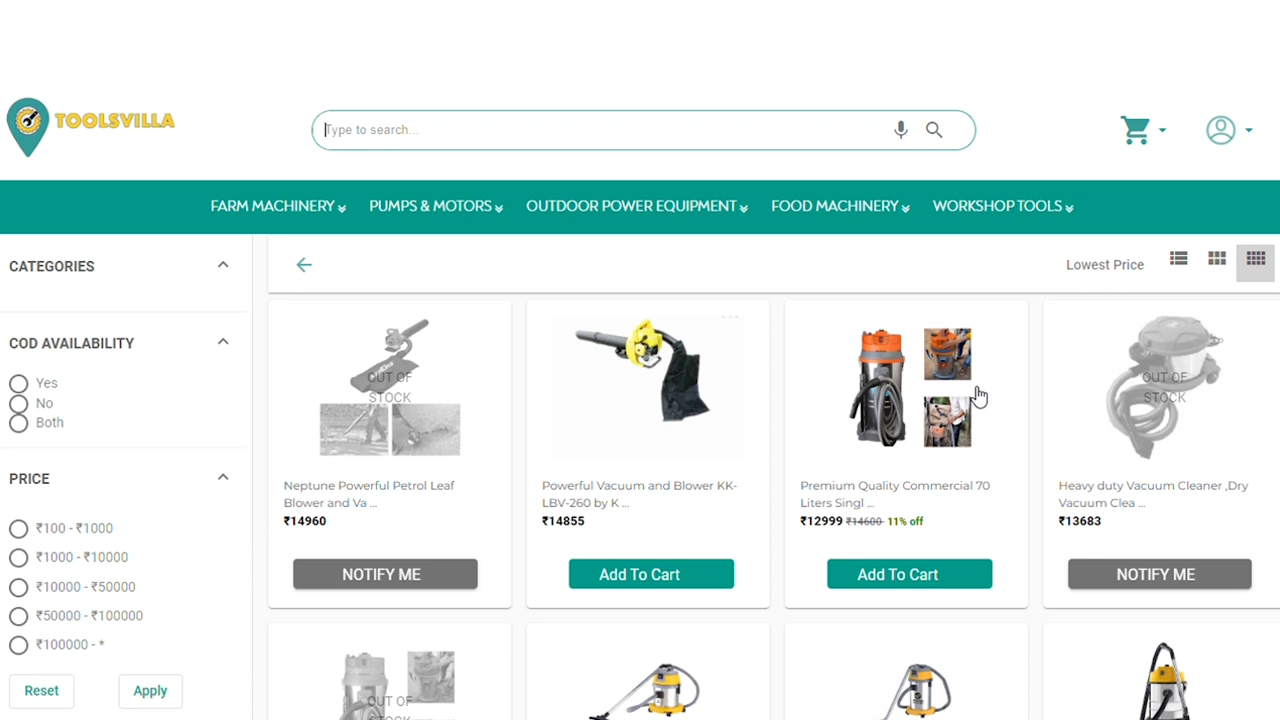 TOOLSVILLA
Type to search...
FARM MACHINERY
PUMPS & MOTORS
OUTDOOR POWER EQUIPMENT
FOOD MACHINERY
WORKSHOP TOOLS
CATEGORIES
COD AVAILABILITY
Yes
No
Both
PRICE
₹100 - ₹1000
₹1000 - ₹10000
₹10000 - ₹50000
₹50000 - ₹100000
₹100000 - *
Reset
Apply
Lowest Price
OUT OF
STOCK
Neptune Powerful Petrol Leaf
Blower and Va ...
₹14960
NOTIFY ME
Powerful Vacuum and Blower KK-
LBV-260 by K ...
₹14855
Add To Cart
Premium Quality Commercial 70
Liters Singl ...
₹12999 ₹14600 11% off
Add To Cart
OUT OF
STOCK
Heavy duty Vacuum Cleaner ,Dry
Vacuum Clea ...
₹13683
NOTIFY ME
OUT OF
STOCK